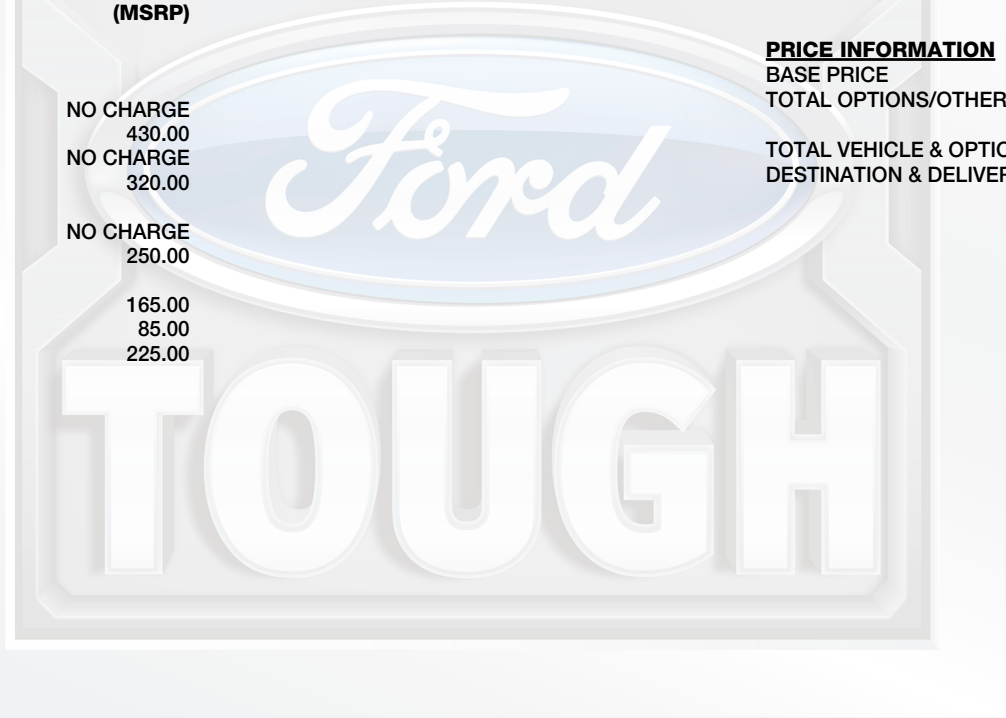 (MSRP)
NO CHARGE
430.00
NO CHARGE
320.00
NO CHARGE
250.00
165.00
85.00
225.00
PRICE INFORMATION
BASE PRICE
TOTAL OPTIONS/OTHER
TOTAL VEHICLE & OPTIO
DESTINATION & DELIVER
Ford
TOUGH